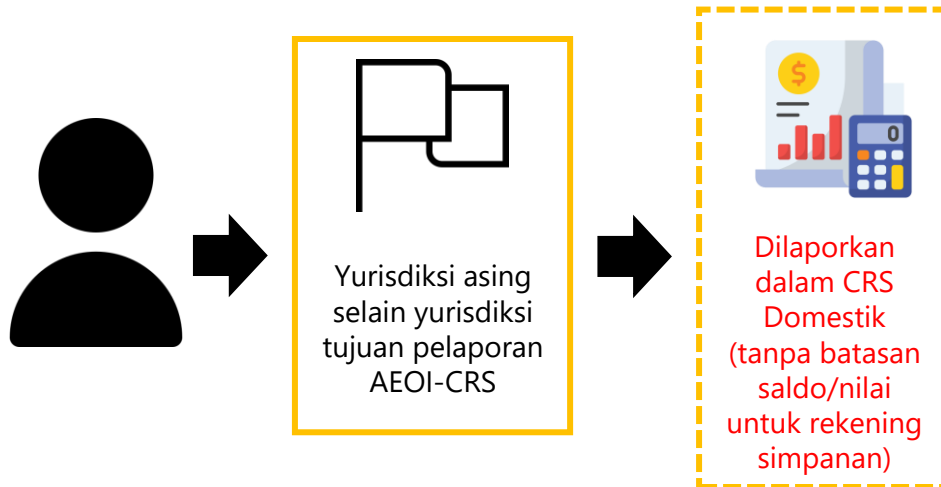 Yurisdiksi asing
selain yurisdiksi
tujuan pelaporan
AEOI-CRS
$
0
Dilaporkan
dalam CRS
Domestik
(tanpa batasan
saldo/nilai
untuk rekening
simpanan)